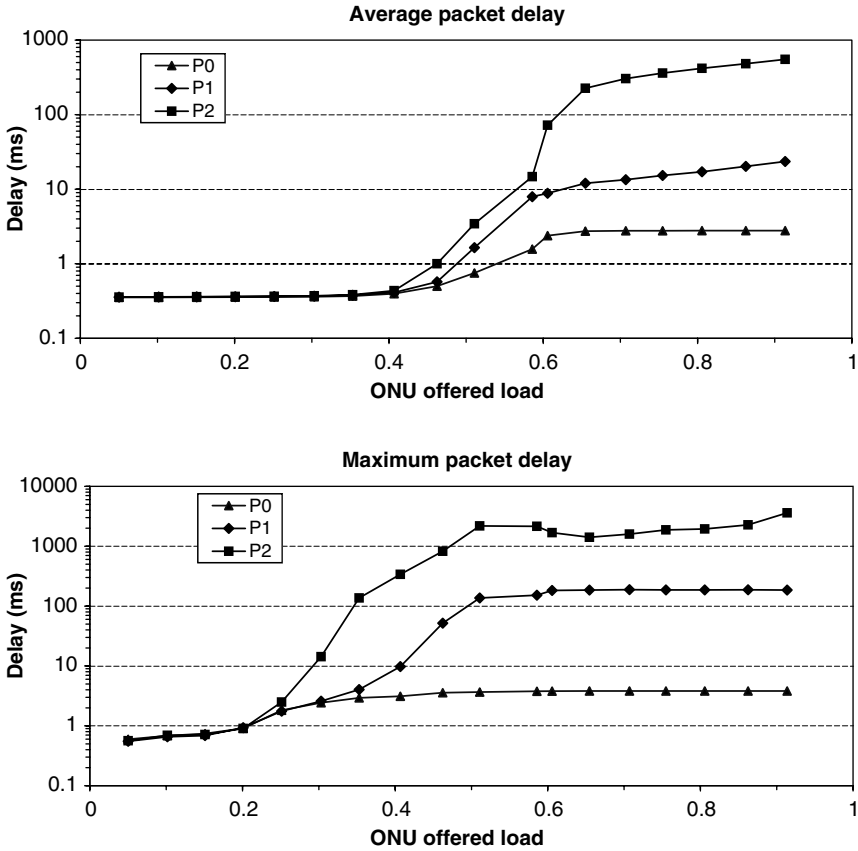 Average packet delay
Delay (ms)
1000
100
10
1
0.1
P0
P1
P2
0 0.2 0.4 0.6 0.8 1
ONU offered load
Maximum packet delay
Delay (ms)
10000
1000
100
10
1
0.1
P0
P1
P2
0 0.2 0.4 0.6 0.8 1
ONU offered load